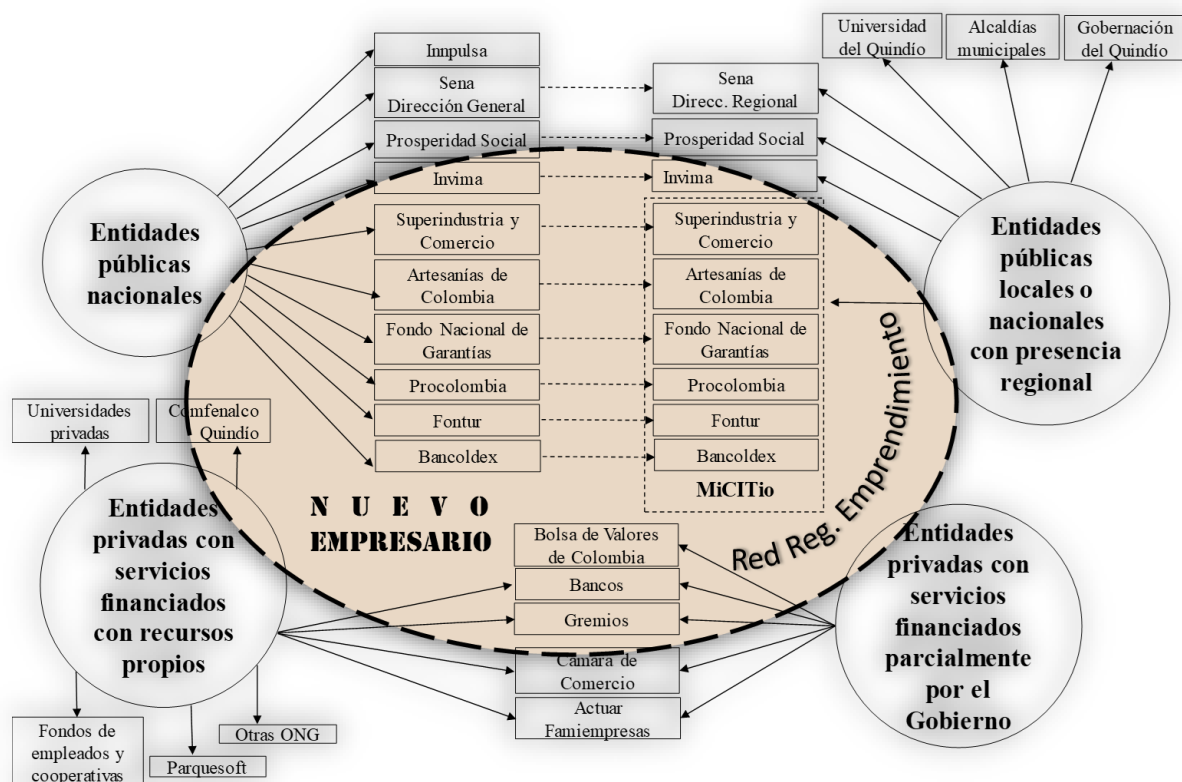 Innpulsa
Sena
Dirección General
Prosperidad Social
Invima
Superindustria y
Comercio
Artesanías de
Colombia
Fondo Nacional de
Garantías
Procolombia
Fontur
Bancoldex
Sena
Direcc. Regional
Prosperidad Social
Invima
Superindustria y
Comercio
Artesanías de
Colombia
Fondo Nacional de
Garantías
Procolombia
Fontur
Bancoldex
MiCITio
Universidad
del Quindío
Alcaldías
municipales
Gobernación
del Quindío
Entidades
públicas
nacionales
Entidades
públicas
locales o
nacionales
con presencia
regional
Red Reg. Emprendimiento
Universidades
privadas
Comfenalco
Quindío
Entidades
privadas con
servicios
financiados
con recursos
propios
NUEVO
EMPRESARIO
Bolsa de Valores
de Colombia
Bancos
Gremios
Cámara de
Comercio
Actuar
Famiempresas
Entidades
privadas con
servicios
financiados
parcialmente
por el
Gobierno
Fondos de
empleados y
cooperativas
Parquesoft
Otras ONG